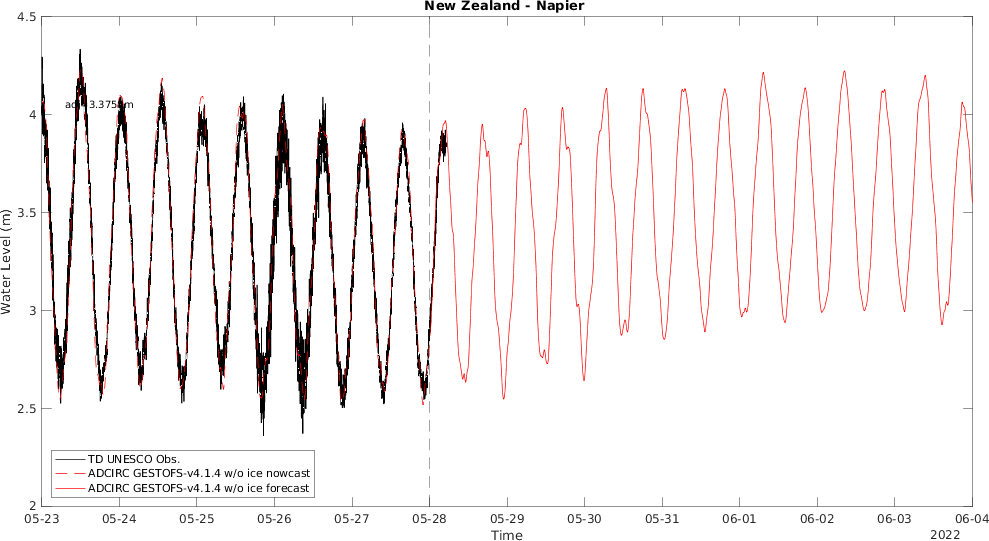 New Zealand - Napier
4.5
4
3.5
3
2.5
2
Water Level (m)
TD UNESCO Obs.
ADCIRC GESTOFS-v4.1.4 w/o ice nowcast
ADCIRC GESTOFS-v4.1.4 w/o ice forecast
05-23 05-24 05-25 05-26 05-27 05-28 05-29 05-30 05-31 06-01 06-02 06-03 06-04
Time
2022